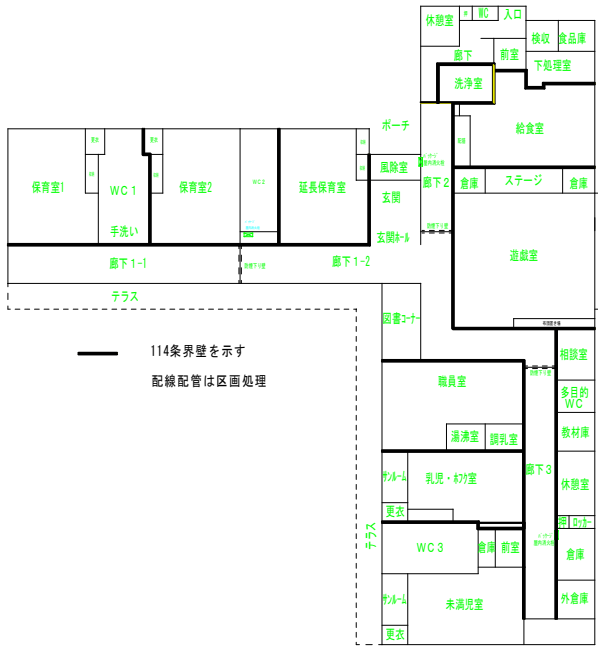 休憩室
WC
入口
検収
食品庫
廊下
前室
下処理室
洗浄室
給食室
ポーチ
風除室
玄関
玄関ホール
廊下2
倉庫
ステージ
倉庫
遊戯室
保育室1
WC1
手洗い
保育室2
WC2
延長保育室
廊下1-1
廊下1-2
テラス
図書コーナー
114条界壁を示す
配線配管は区画処理
職員室
湯沸室
調乳室
相談室
多目的
WC
教材庫
廊下3
サンルーム
乳児・ホフク室
更衣
休憩室
押
ロッカー
倉庫
テラス
WC3
倉庫
前室
外倉庫
サンルーム
未満児室
更衣